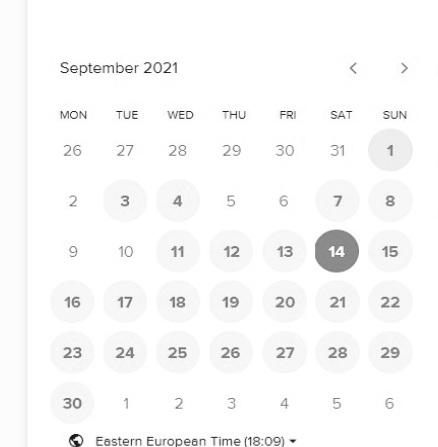 September 2021 < >
MON TUE WED THU FRI SAT SUN
26 27 28 29 30 31 1
2 3 4 5 6 7 8
9 10 11 12 13 14 15
16 17 18 19 20 21 22
23 24 25 26 27 28 29
30 1 2 3 4 5 6
Eastern European Time (18:09)